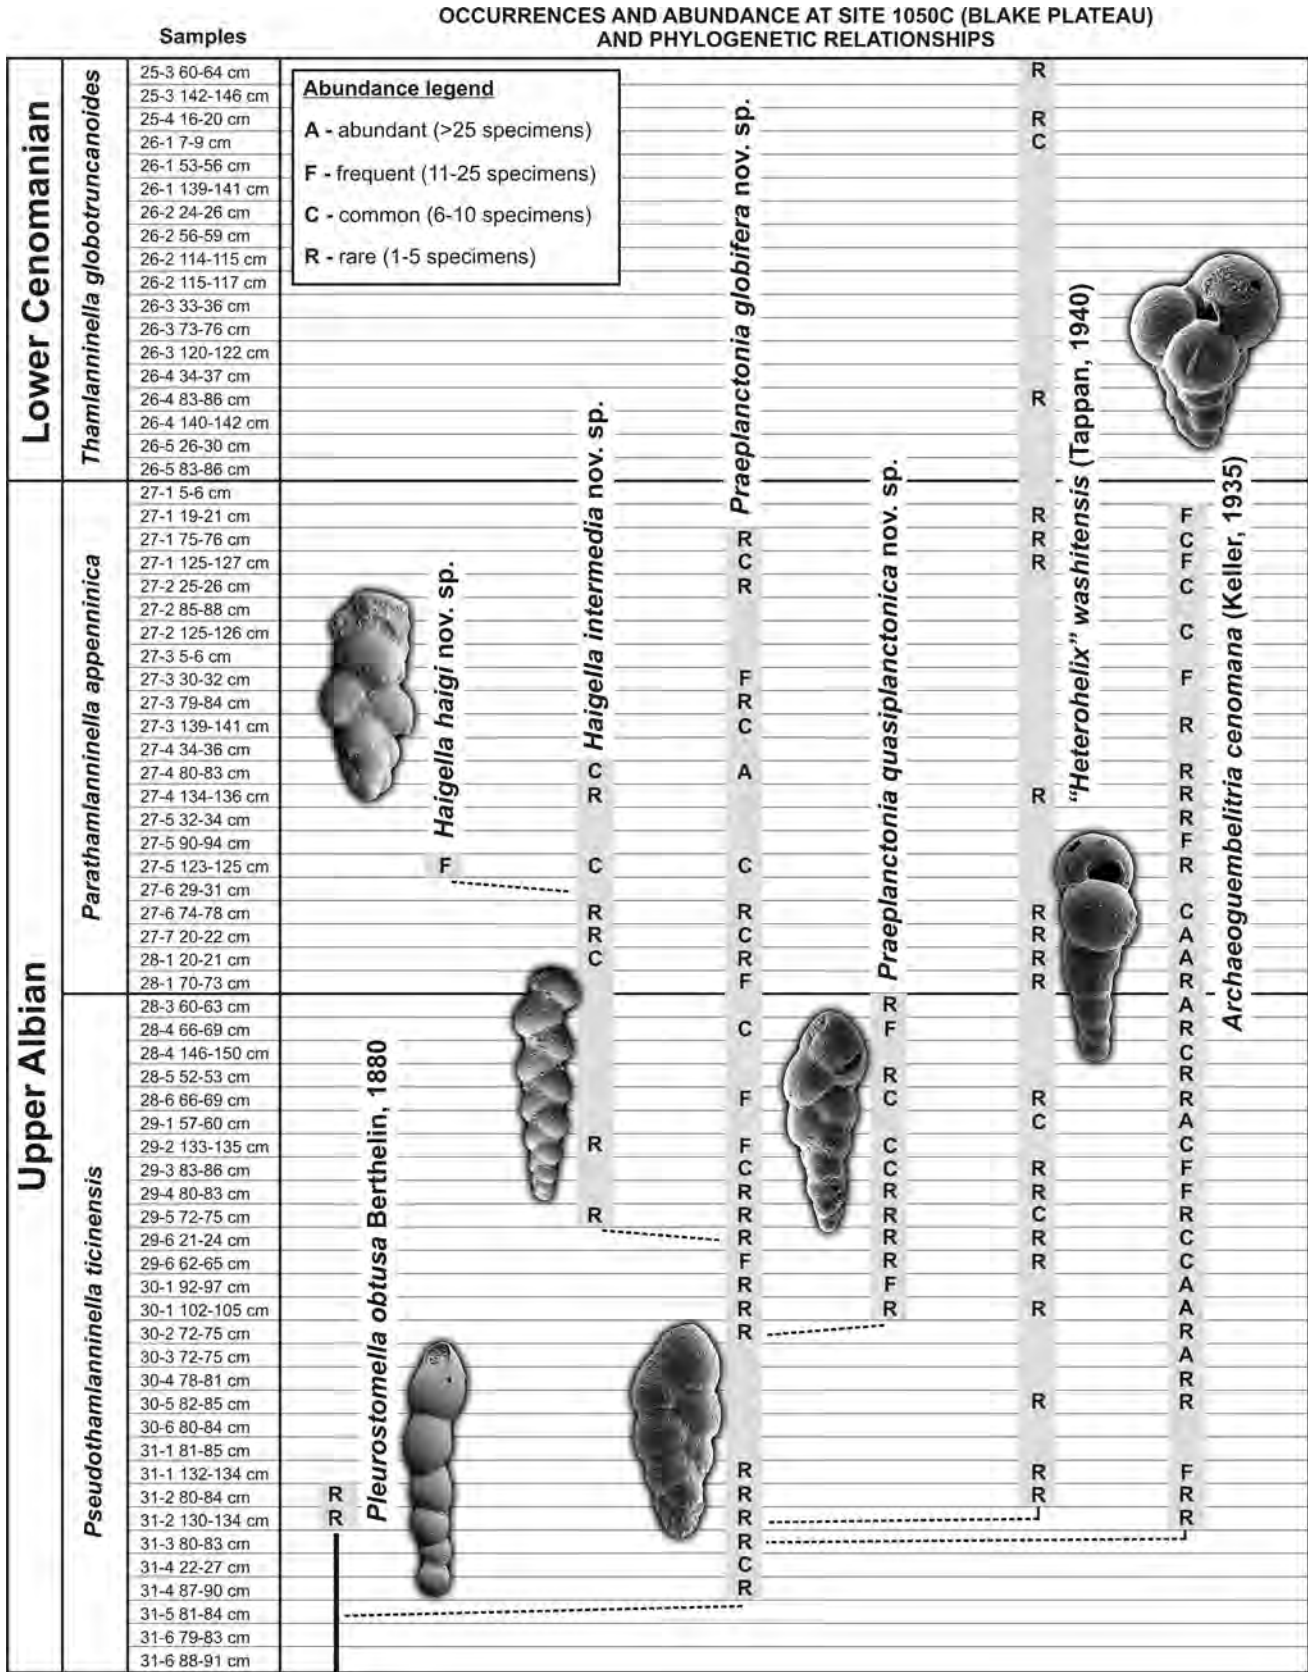 OCCURRENCES AND ABUNDANCE AT SITE 1050C (BLAKE PLATEAU)
AND PHYLOGENETIC RELATIONSHIPS
Samples
Lower Cenomanian
Upper Albian
Thamlanninella globotruncanoides
Parathamlanninella appenninica
Pseudothamlanninella ticinensis
Abundance legend
A - abundant (>25 specimens)
F - frequent (11-25 specimens)
C - common (6-10 specimens)
R - rare (1-5 specimens)
Pleurostomella obtusa Berthelin, 1880
Haigella haigi nov. sp.
Haigella intermedia nov. sp.
Praeplanctonia globifera nov. sp.
Praeplanctonia quasiplanctonica nov. sp.
“Heterohelix” washitensis (Tappan, 1940)
Archaeoguembelitria cenomana (Keller, 1935)
25-3 60-64 cm R
25-3 142-146 cm
25-4 16-20 cm R
26-1 7-9 cm C
26-1 53-56 cm
26-1 139-141 cm
26-2 24-26 cm
26-2 56-59 cm
26-2 114-115 cm
26-2 115-117 cm
26-3 33-36 cm
26-3 73-76 cm
26-3 120-122 cm
26-4 34-37 cm
26-4 83-86 cm R
26-4 140-142 cm
26-5 26-30 cm
26-5 83-86 cm
27-1 5-6 cm
27-1 19-21 cm R F
27-1 75-76 cm R R C
27-1 125-127 cm C R F
27-2 25-26 cm R C
27-2 85-88 cm
27-2 125-126 cm C
27-3 5-6 cm
27-3 30-32 cm F F
27-3 79-84 cm R
27-3 139-141 cm C R
27-4 34-36 cm
27-4 80-83 cm C A R
27-4 134-136 cm R R R
27-5 32-34 cm R
27-5 90-94 cm F
27-5 123-125 cm F C C R
27-6 29-31 cm
27-6 74-78 cm R R R C
27-7 20-22 cm R C R A
28-1 20-21 cm C R R A
28-1 70-73 cm F R R
28-3 60-63 cm R A
28-4 66-69 cm C F R
28-4 146-150 cm C
28-5 52-53 cm R R
28-6 66-69 cm F C R R
29-1 57-60 cm C A
29-2 133-135 cm R F C C
29-3 83-86 cm C C R F
29-4 80-83 cm R R R F
29-5 72-75 cm R R R C R
29-6 21-24 cm R R R C
29-6 62-65 cm F R R C
30-1 92-97 cm R F A
30-1 102-105 cm R R R A
30-2 72-75 cm R R
30-3 72-75 cm A
30-4 78-81 cm R
30-5 82-85 cm R R
30-6 80-84 cm
31-1 81-85 cm
31-1 132-134 cm R R F
31-2 80-84 cm R R R R
31-2 130-134 cm R R R
31-3 80-83 cm R
31-4 22-27 cm C
31-4 87-90 cm R
31-5 81-84 cm
31-6 79-83 cm
31-6 88-91 cm